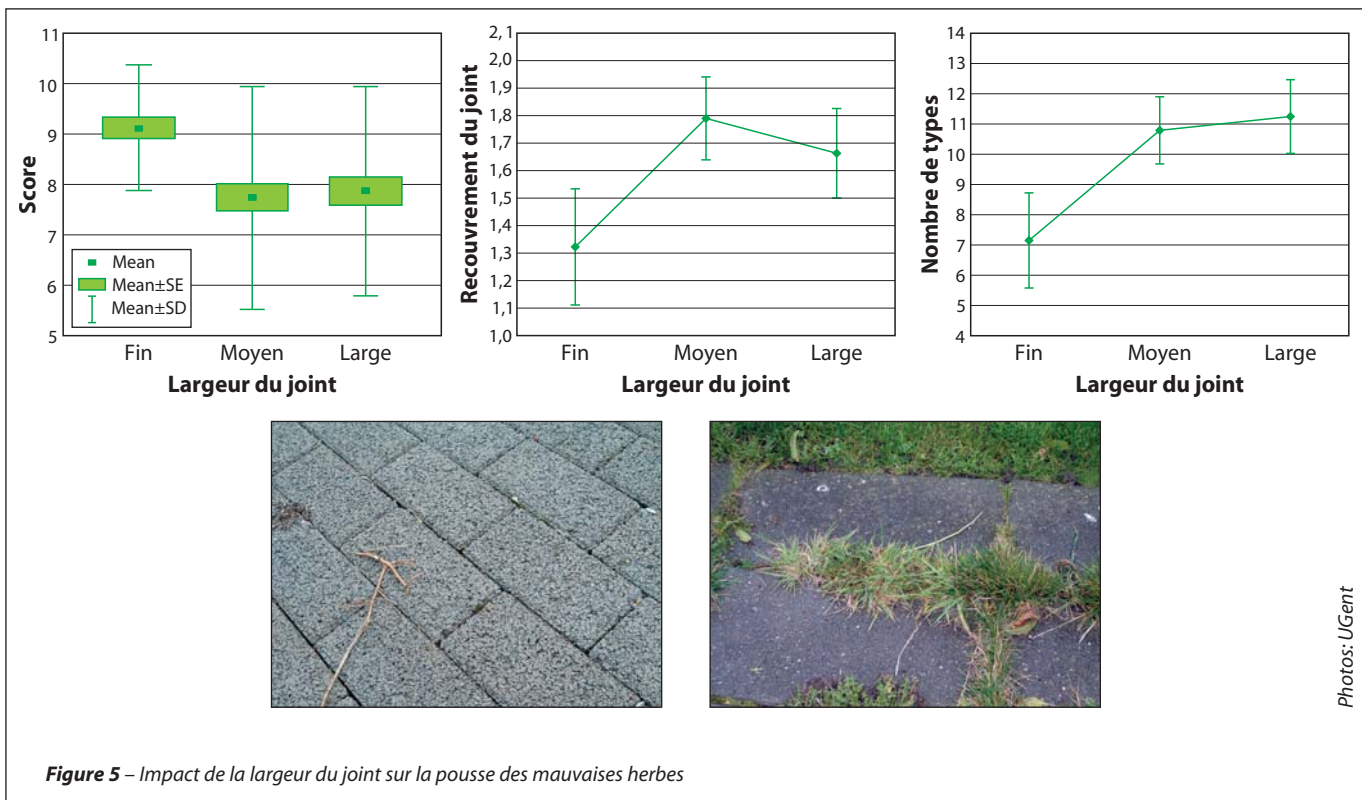 11
10
9
8
7
6
5
Score
Mean
Mean±SE
Mean±SD
Fin Moyen Large
Largeur du joint
2,1
2,0
1,9
1,8
1,7
1,6
1,5
1,4
1,3
1,2
1,1
1,0
Recouvrement du joint
Fin Moyen Large
Largeur du joint
14
13
12
11
10
9
8
7
6
5
4
Nombre de types
Fin Moyen Large
Largeur du joint
Photos: UGent
Figure 5 – Impact de la largeur du joint sur la pousse des mauvaises herbes